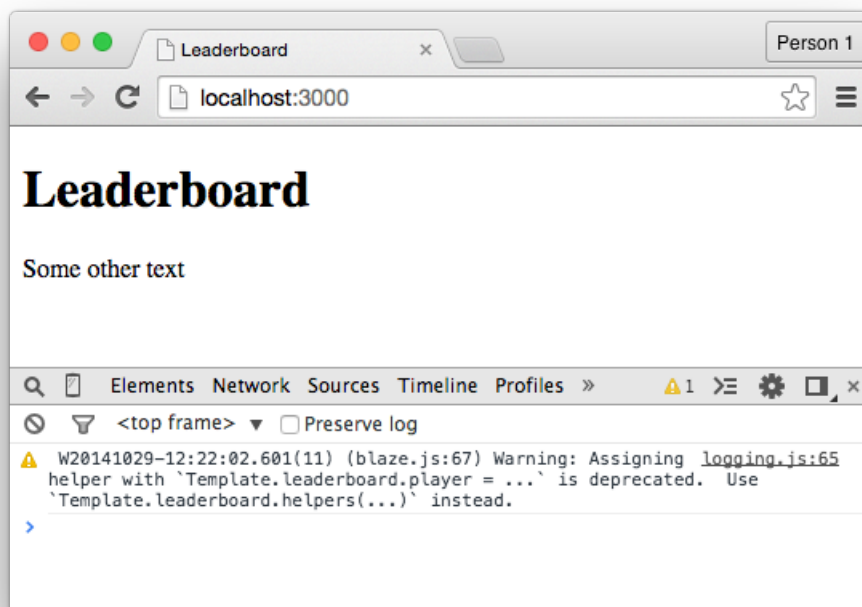 Leaderboard
Person 1
localhost:3000
Leaderboard
Some other text
Elements Network Sources Timeline Profiles » 1
<top frame> ▼ Preserve log
W20141029-12:22:02.601(11) (blaze.js:67) Warning: Assigning logging.js:65
helper with `Template.leaderboard.player = ...` is deprecated. Use
`Template.leaderboard.helpers(...)` instead.
>